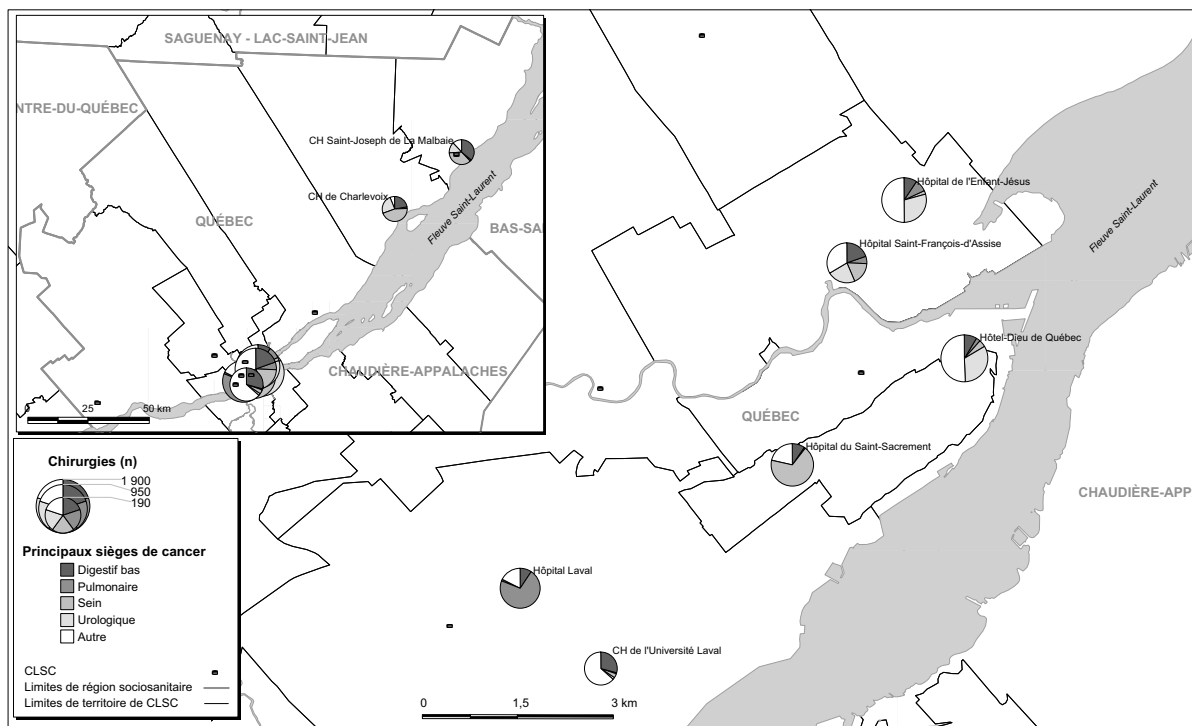 SAGUENAY - LAC-SAINT-JEAN
NTRE-DU-QUÉBEC
CH Saint-Joseph de La Malbaie
CH de Charlevoix
QUÉBEC
Fleuve Saint-Laurent
BAS-SA
CHAUDIÈRE-APPALACHES
0 25 50 km
Hôpital de l'Enfant-Jésus
Fleuve Saint-Laurent
Hôpital Saint-François-d'Assise
Hôtel-Dieu de Québec
QUÉBEC
Hôpital du Saint-Sacrement
CHAUDIÈRE-APP
Hôpital Laval
CH de l'Université Laval
0 1,5 3 km
Chirurgies (n)
1 900
950
190
Principaux sièges de cancer
Digestif bas
Pulmonaire
Sein
Urologique
Autre
CLSC
Limites de région sociosanitaire
Limites de territoire de CLSC